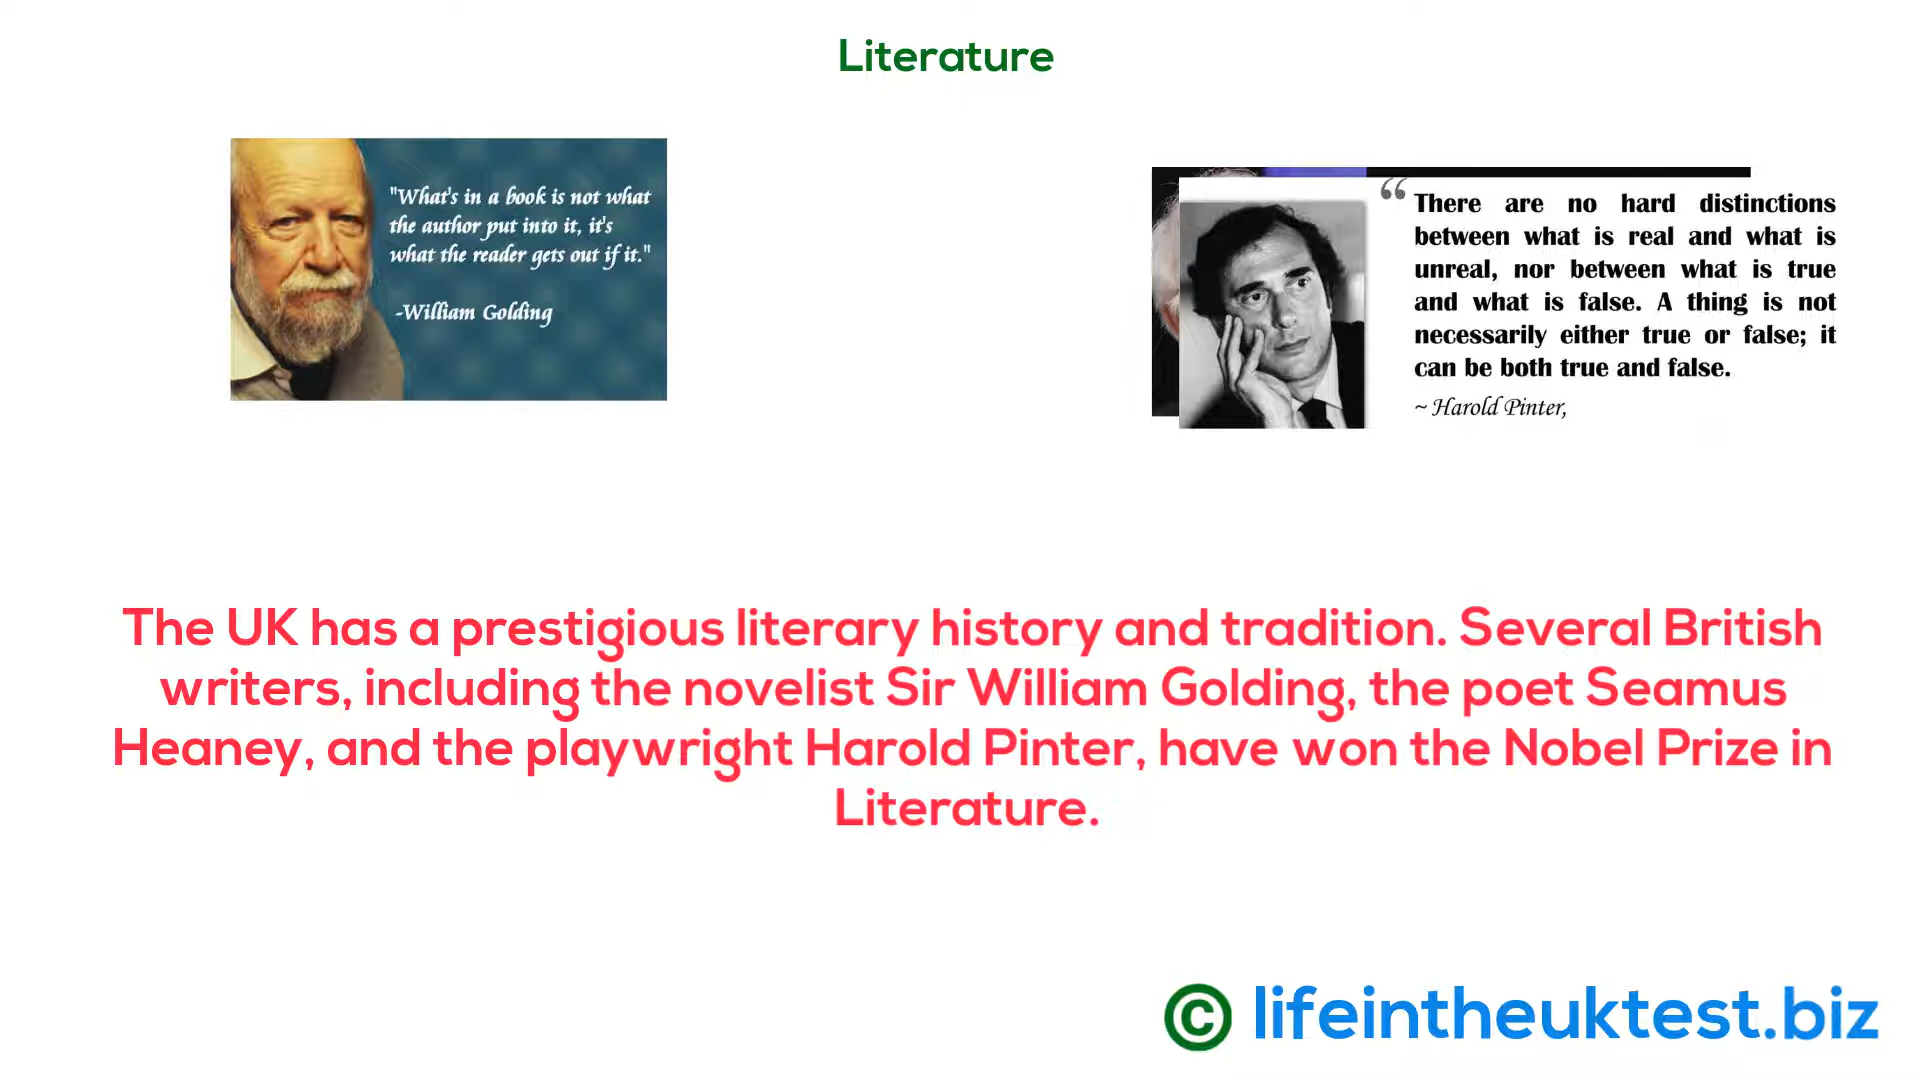 Literature
"What's in a book is not what
the author put into it, it's
what the reader gets out if it."
-William Golding
“ There are no hard distinctions
between what is real and what is
unreal, nor between what is true
and what is false. A thing is not
necessarily either true or false; it
can be both true and false.
~ Harold Pinter,
The UK has a prestigious literary history and tradition. Several British
writers, including the novelist Sir William Golding, the poet Seamus
Heaney, and the playwright Harold Pinter, have won the Nobel Prize in
Literature.
© lifeintheuktest.biz